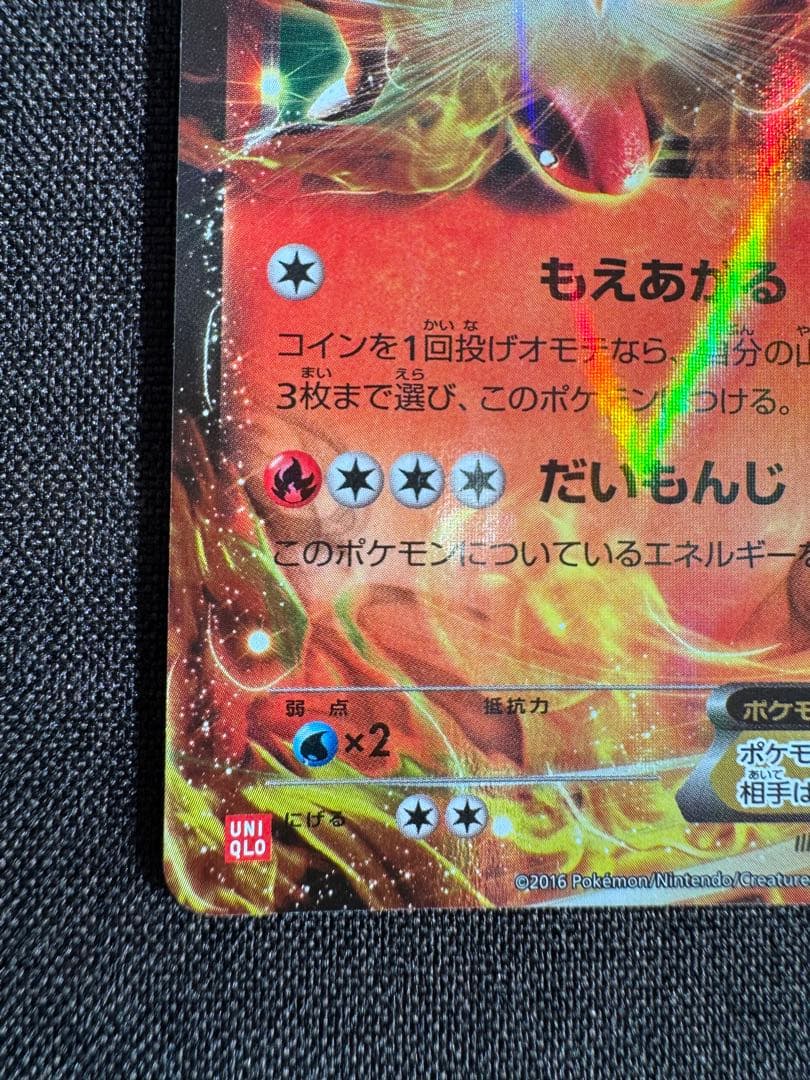 もえあがる
コインを1回投げオモテなら、自分の山
3枚まで選び、このポケモンにつける。
だいもんじ
このポケモンについているエネルギーを
弱点 抵抗力
×2
ポケモ
ポケモ
相手は
にげる
UNI
QLO
©2016 Pokémon/Nintendo/Creature